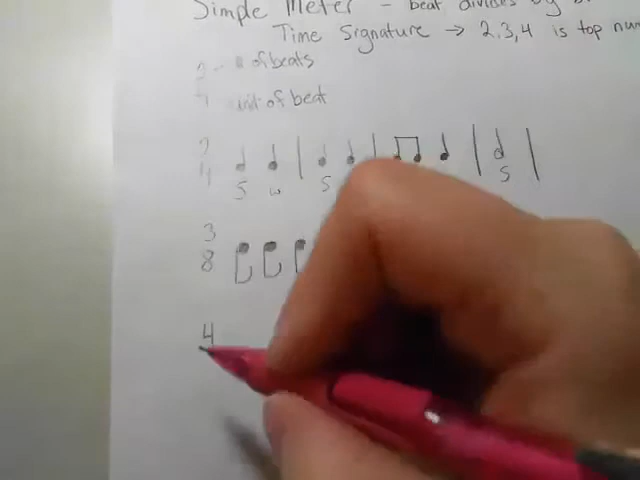 Simple Meter - beat divides by
Time Signature → 2,3,4 is top num
2 - # of beats
4 unit of beat
2
4
S w S S
3
8
4